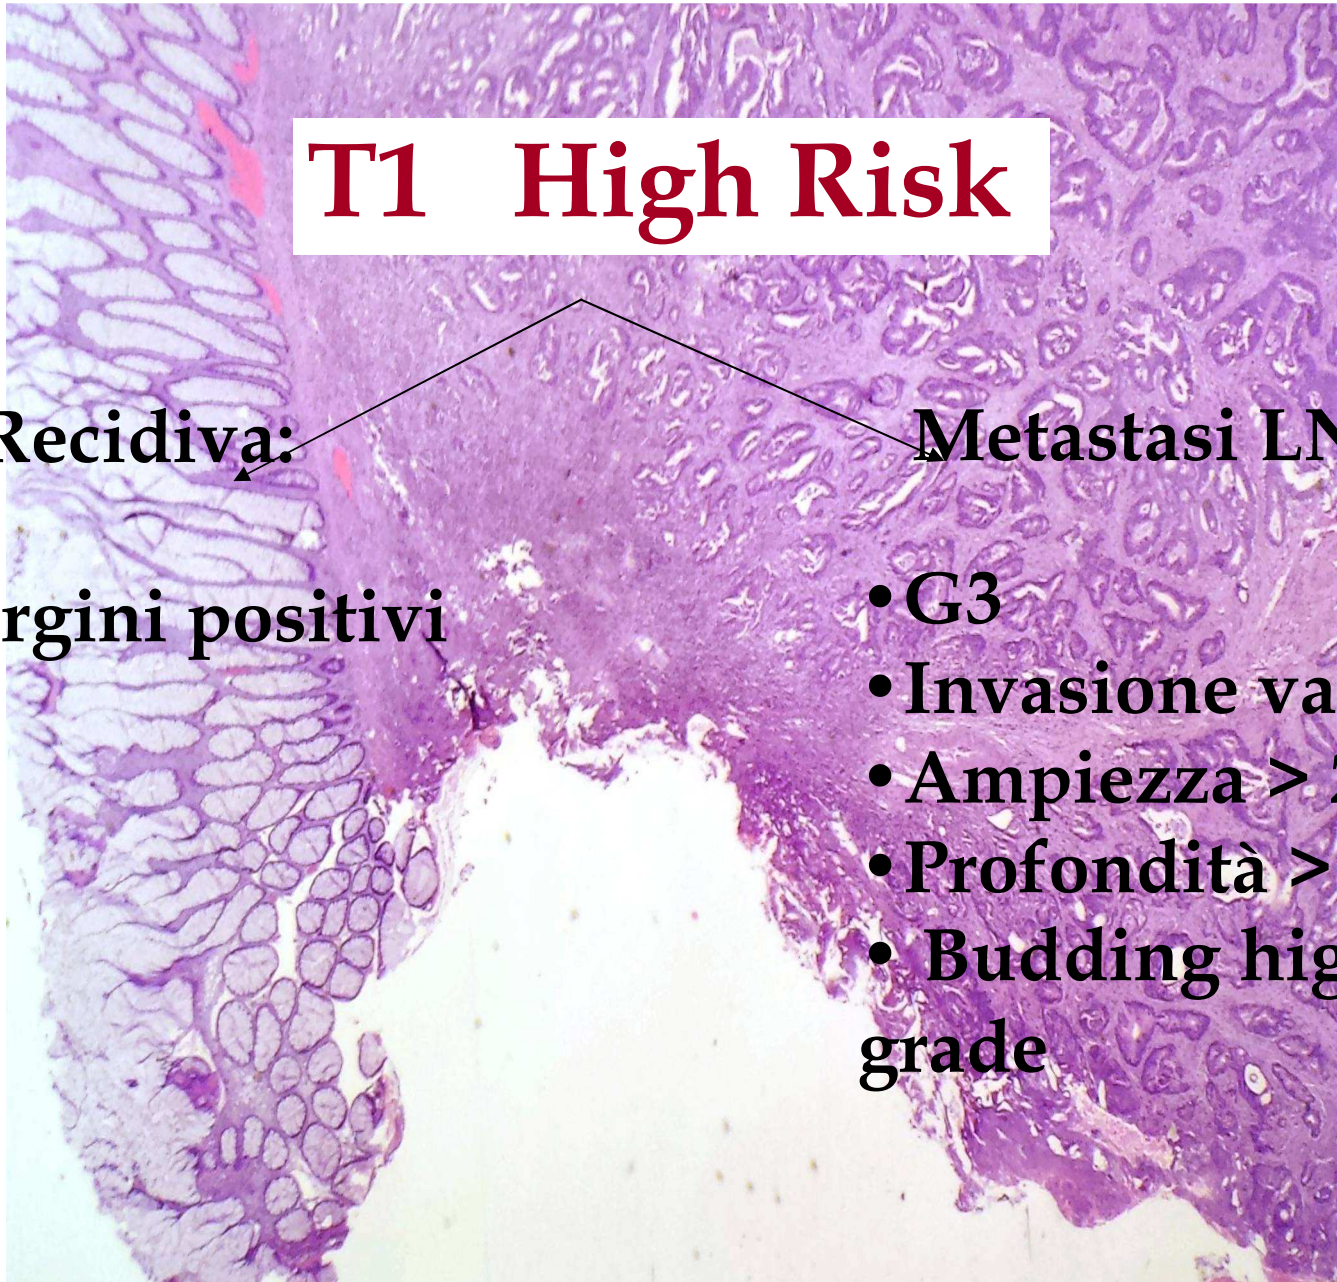 T1 High Risk
Recidiva:
Metastasi LN
rgini positivi
•G3
•Invasione va
•Ampiezza >
•Profondità >
• Budding hig
grade